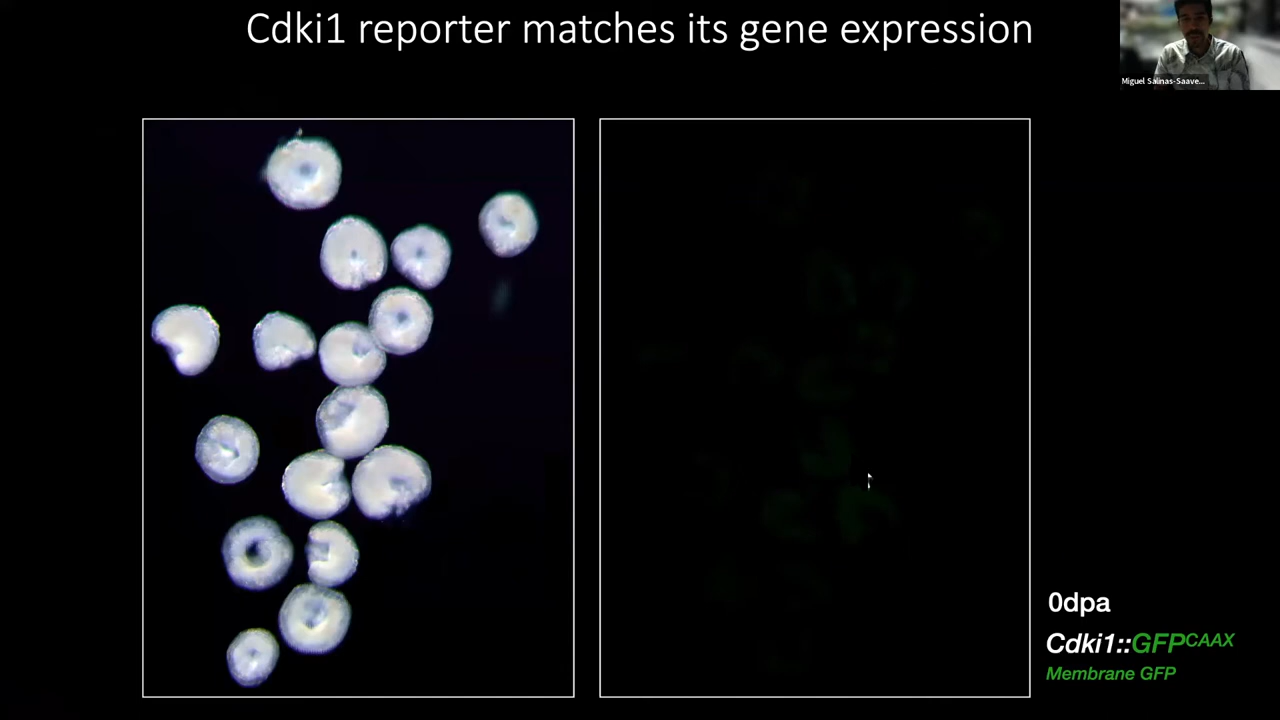 Cdki1 reporter matches its gene expression
Miguel Salinas-Saave...
0dpa
Cdki1::GFPCAAX
Membrane GFP